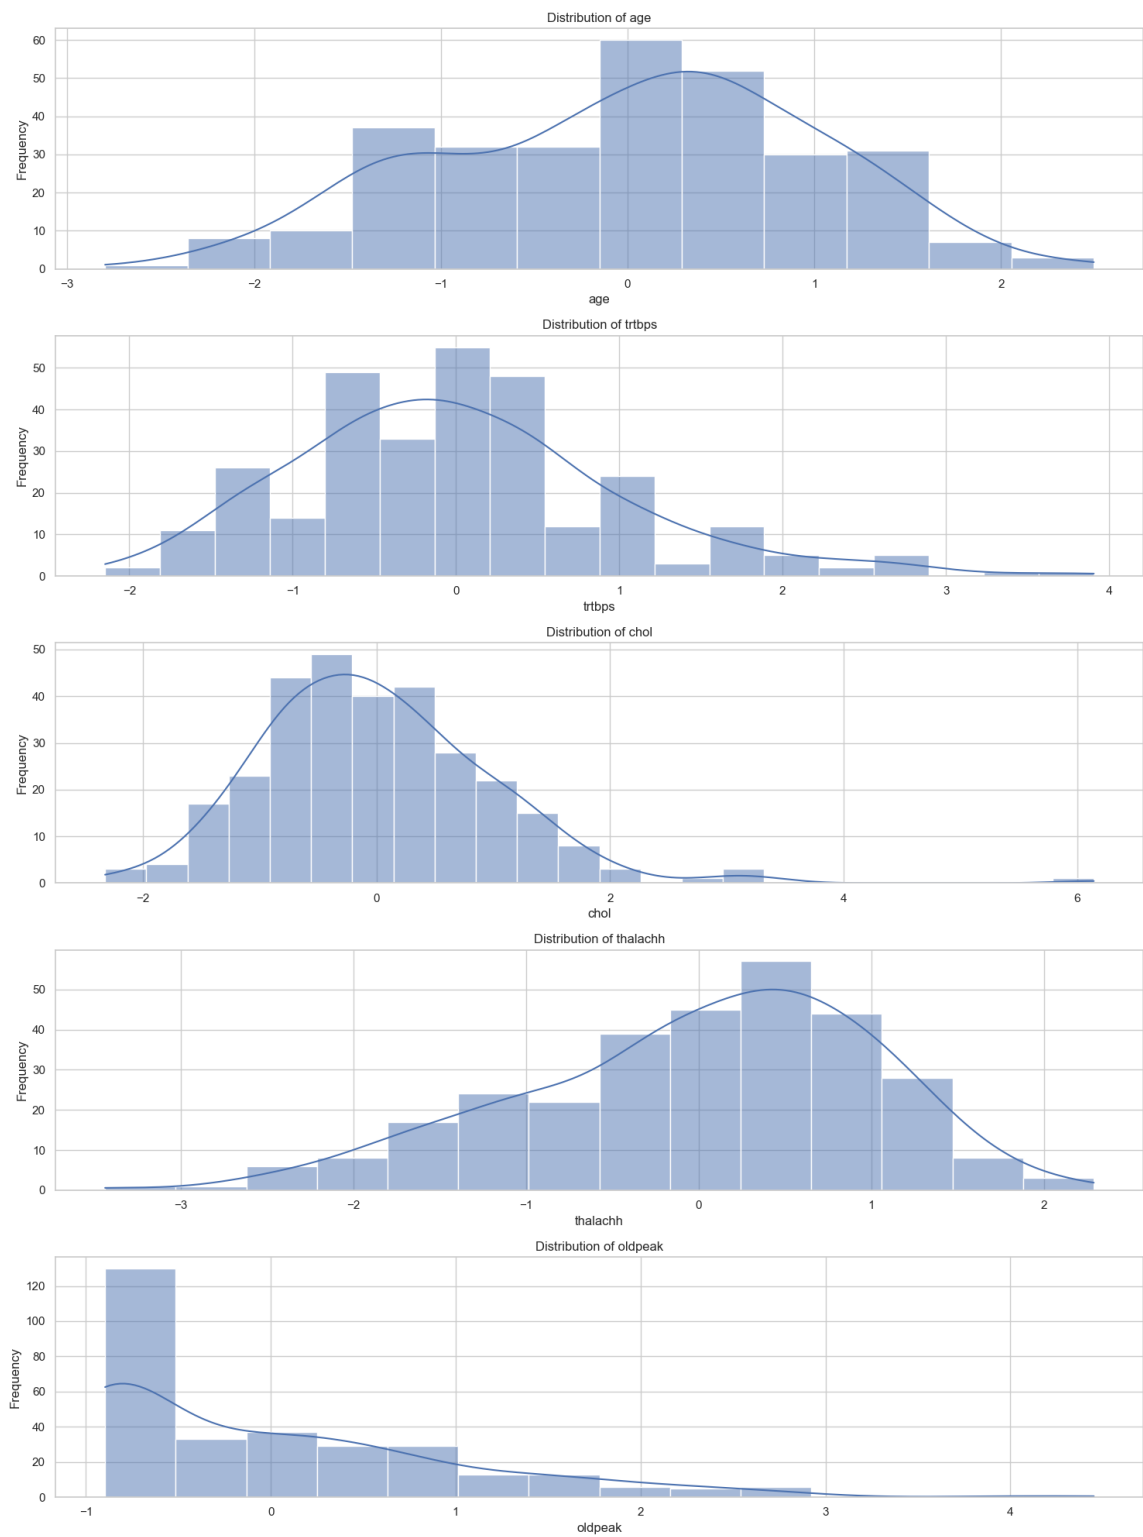 Distribution of age
60
50
40
30
20
10
0
Frequency
−3 −2 −1 0 1 2
age
Distribution of trtbps
50
40
30
20
10
0
Frequency
−2 −1 0 1 2 3 4
trtbps
Distribution of chol
50
40
30
20
10
0
Frequency
−2 0 2 4 6
chol
Distribution of thalachh
50
40
30
20
10
0
Frequency
−3 −2 −1 0 1 2
thalachh
Distribution of oldpeak
120
100
80
60
40
20
0
Frequency
−1 0 1 2 3 4
oldpeak